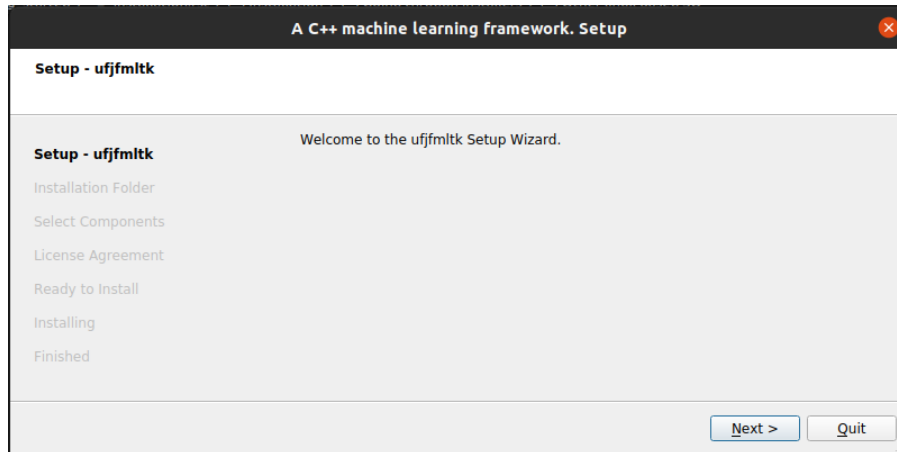 A C++ machine learning framework. Setup
Setup - ufjfmltk
Setup - ufjfmltk
Welcome to the ufjfmltk Setup Wizard.
Installation Folder
Select Components
License Agreement
Ready to Install
Installing
Finished
Next >
Quit